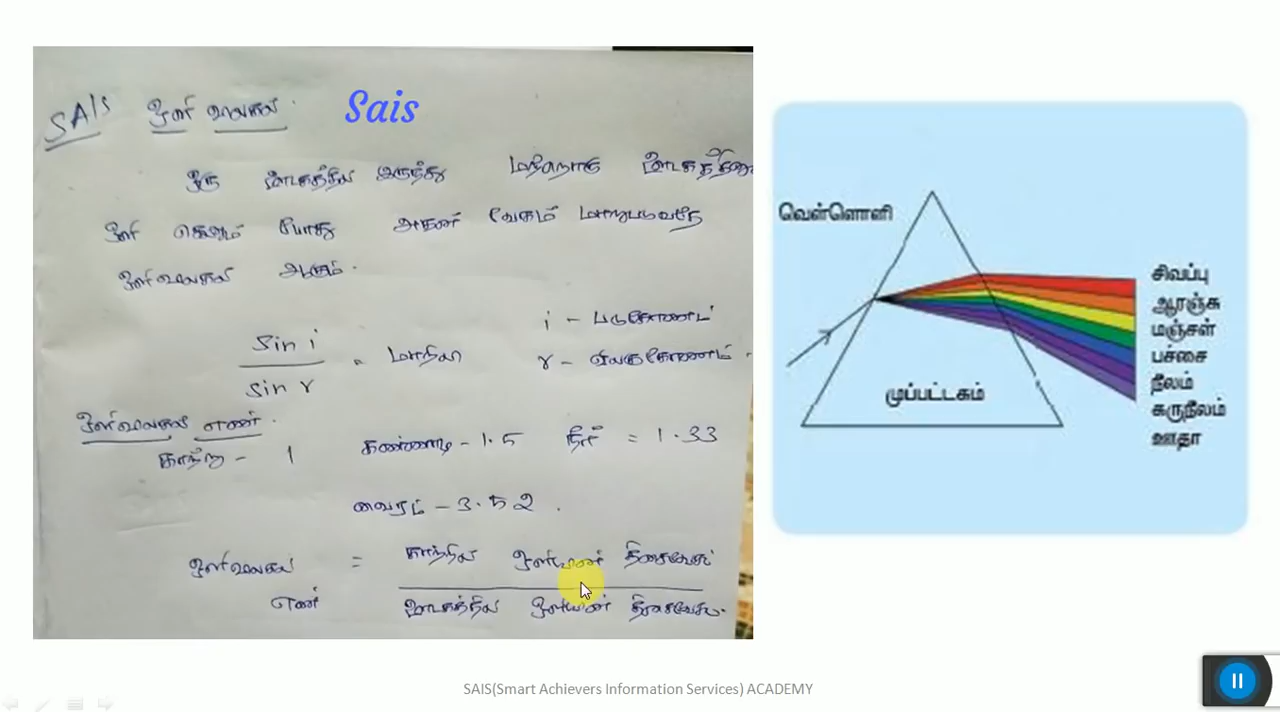 SAIS ஒளி விலகல். Sais
ஒரு ஊடகத்தில் இருந்து மற்றொரு ஊடகத்திற்கு
ஒளி செல்லும் போது அதன் வேகம் மாறுபடுவதே
ஒளிவிலகல் ஆகும்.
sin i / sin r = மாறிலி
i - படுகோணம்
r - விலகுகோணம்.
ஒளிவிலகல் எண்.
காற்று - 1 கண்ணாடி - 1.5 நீர் = 1.33
வைரம் - 3.52.
ஒளிவிலகல் எண் = காற்றில் ஒளியின் திசைவேகம்
ஊடகத்தில் ஒளியின் திசைவேகம்.
வெள்ளொளி
முப்பட்டகம்
சிவப்பு
ஆரஞ்சு
மஞ்சள்
பச்சை
நீலம்
கருநீலம்
ஊதா
SAIS(Smart Achievers Information Services) ACADEMY